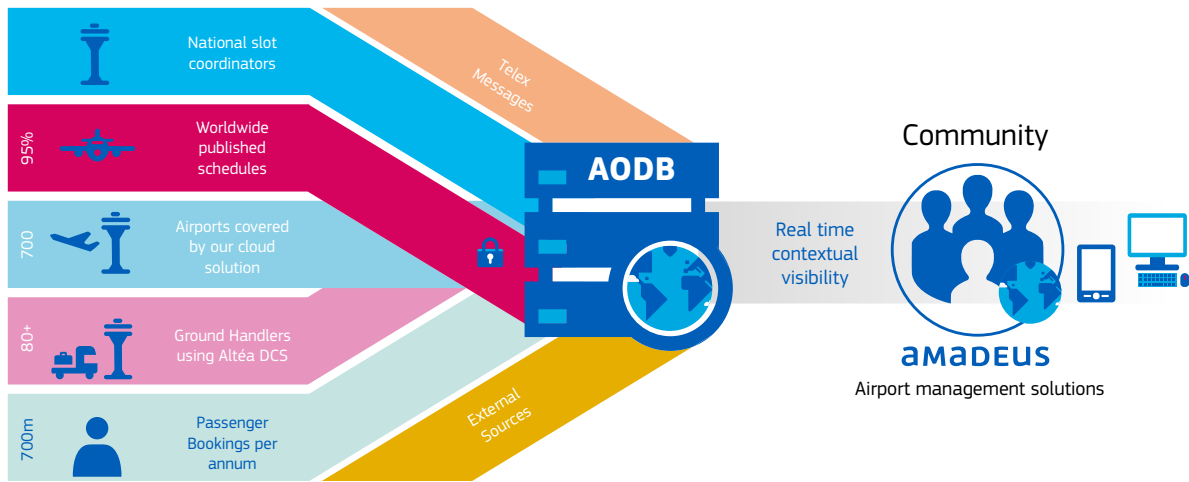 National slot
coordinators
95%
Worldwide
published
schedules
700
Airports covered
by our cloud
solution
80+
Ground Handlers
using Altéa DCS
700m
Passenger
Bookings per
annum
Telex
Messages
External
Sources
AODB
Real time
contextual
visibility
Community
amadeus
Airport management solutions